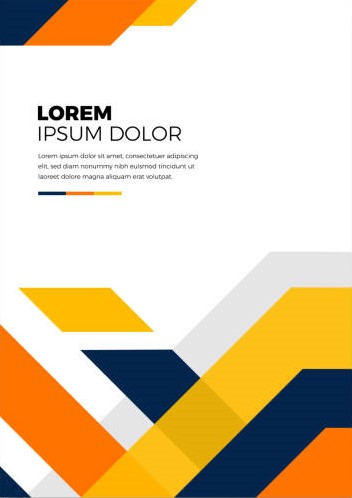 LOREM
IPSUM DOLOR
Lorem ipsum dolor sit amet, consectetuer adipiscing
elit, sed diam nonummy nibh euismod tincidunt ut
laoreet dolore magna aliquam erat volutpat.